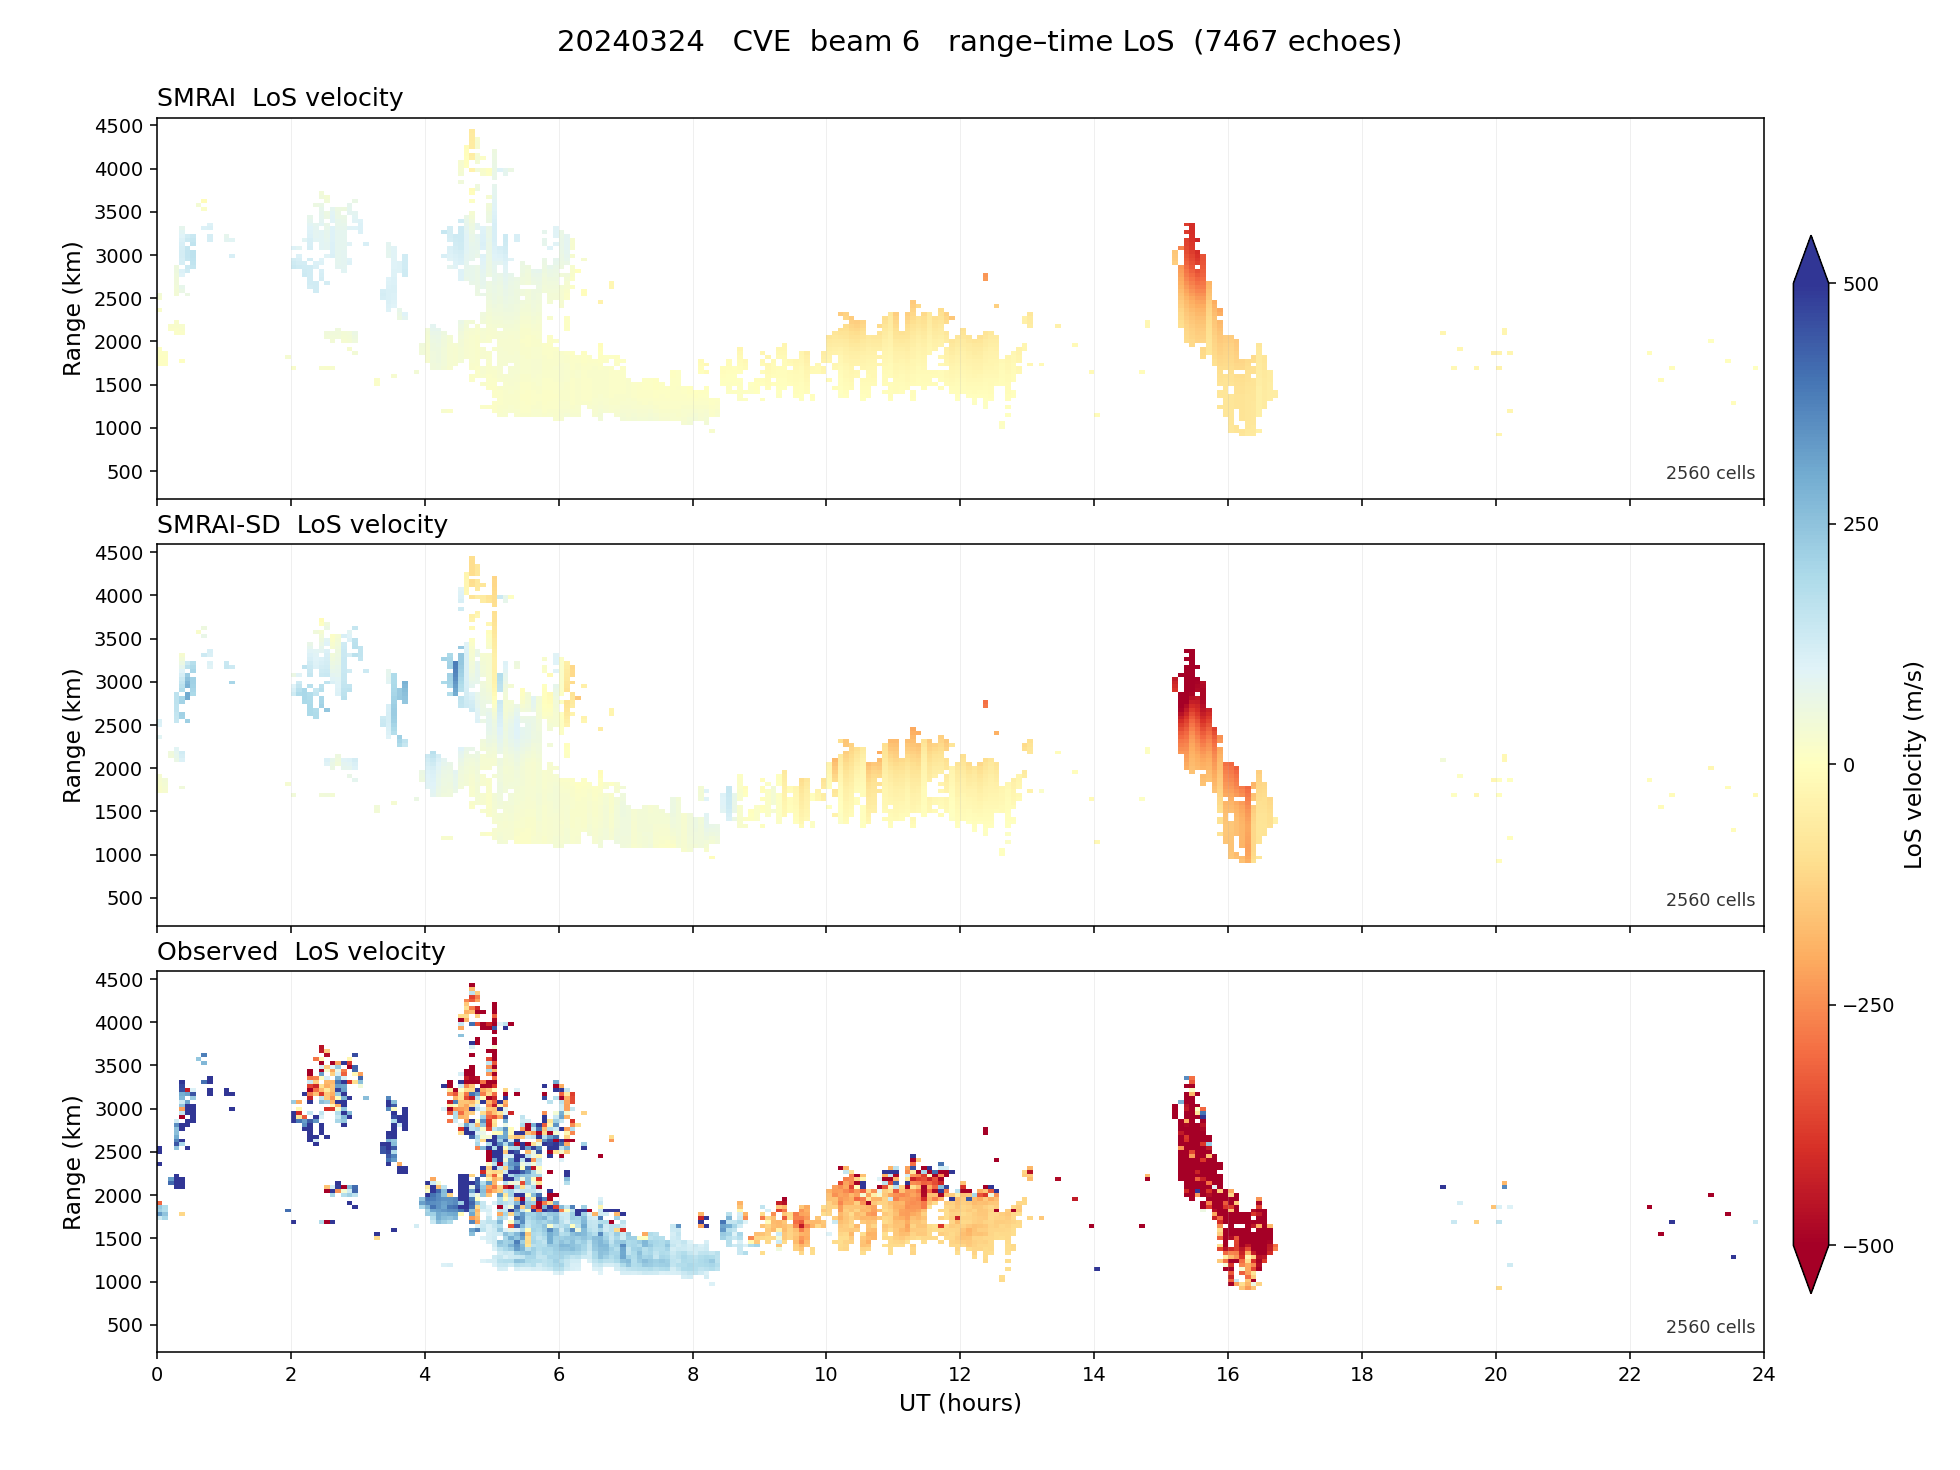 20240324   CVE  beam 6   range–time LoS  (7467 echoes)
SMRAI  LoS velocity
4500
4000
3500
3000
2500
2000
1500
1000
500
Range (km)
2560 cells
SMRAI-SD  LoS velocity
4500
4000
3500
3000
2500
2000
1500
1000
500
Range (km)
2560 cells
Observed  LoS velocity
4500
4000
3500
3000
2500
2000
1500
1000
500
Range (km)
2560 cells
0 2 4 6 8 10 12 14 16 18 20 22 24
UT (hours)
500
250
0
−250
−500
LoS velocity (m/s)